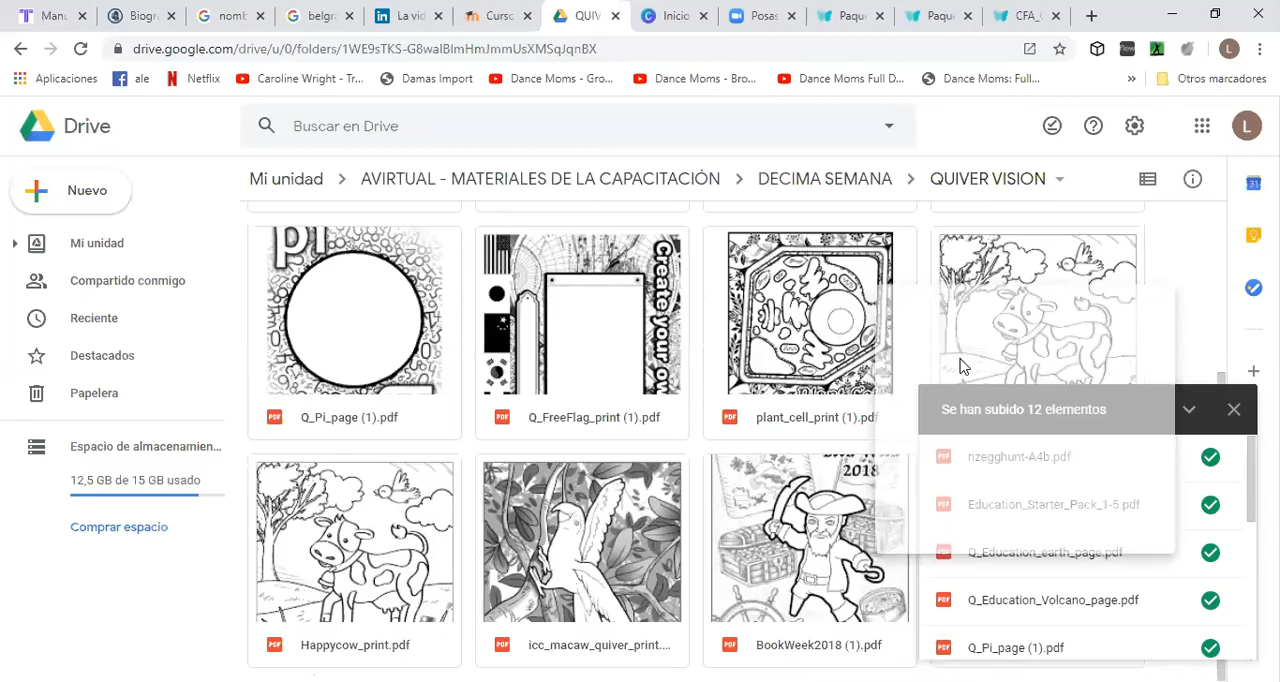 Manu
Biogr
nomb
belgra
La vid
Curso
QUIV
Inicio
Posas
Paqu
Paqu
CFA_
drive.google.com/drive/u/0/folders/1WE9sTKS-G8walBlmHmJmmUsXMSqJqnBX
L
Aplicaciones
ale
Netflix
Caroline Wright - Tr...
Damas Import
Dance Moms - Gro...
Dance Moms - Bro...
Dance Moms Full D...
Dance Moms: Full...
»
Otros marcadores
Drive
Buscar en Drive
L
Nuevo
Mi unidad > AVIRTUAL - MATERIALES DE LA CAPACITACIÓN > DECIMA SEMANA > QUIVER VISION
31
Mi unidad
Compartido conmigo
Reciente
Destacados
Papelera
Espacio de almacenamien...
12,5 GB de 15 GB usado
Comprar espacio
pi
Create your ow
Q_Pi_page (1).pdf
Q_FreeFlag_print (1).pdf
plant_cell_print (1).pdf
2018
Happycow_print.pdf
icc_macaw_quiver_print....
BookWeek2018 (1).pdf
Se han subido 12 elementos
nzegghunt-A4b.pdf
Education_Starter_Pack_1-5.pdf
Q_Education_earth_page.pdf
Q_Education_Volcano_page.pdf
Q_Pi_page (1).pdf